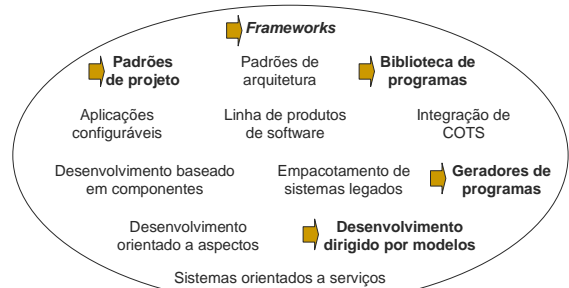 Frameworks
Padrões de projeto
Padrões de arquitetura
Biblioteca de programas
Aplicações configuráveis
Linha de produtos de software
Integração de COTS
Desenvolvimento baseado em componentes
Empacotamento de sistemas legados
Geradores de programas
Desenvolvimento orientado a aspectos
Desenvolvimento dirigido por modelos
Sistemas orientados a serviços